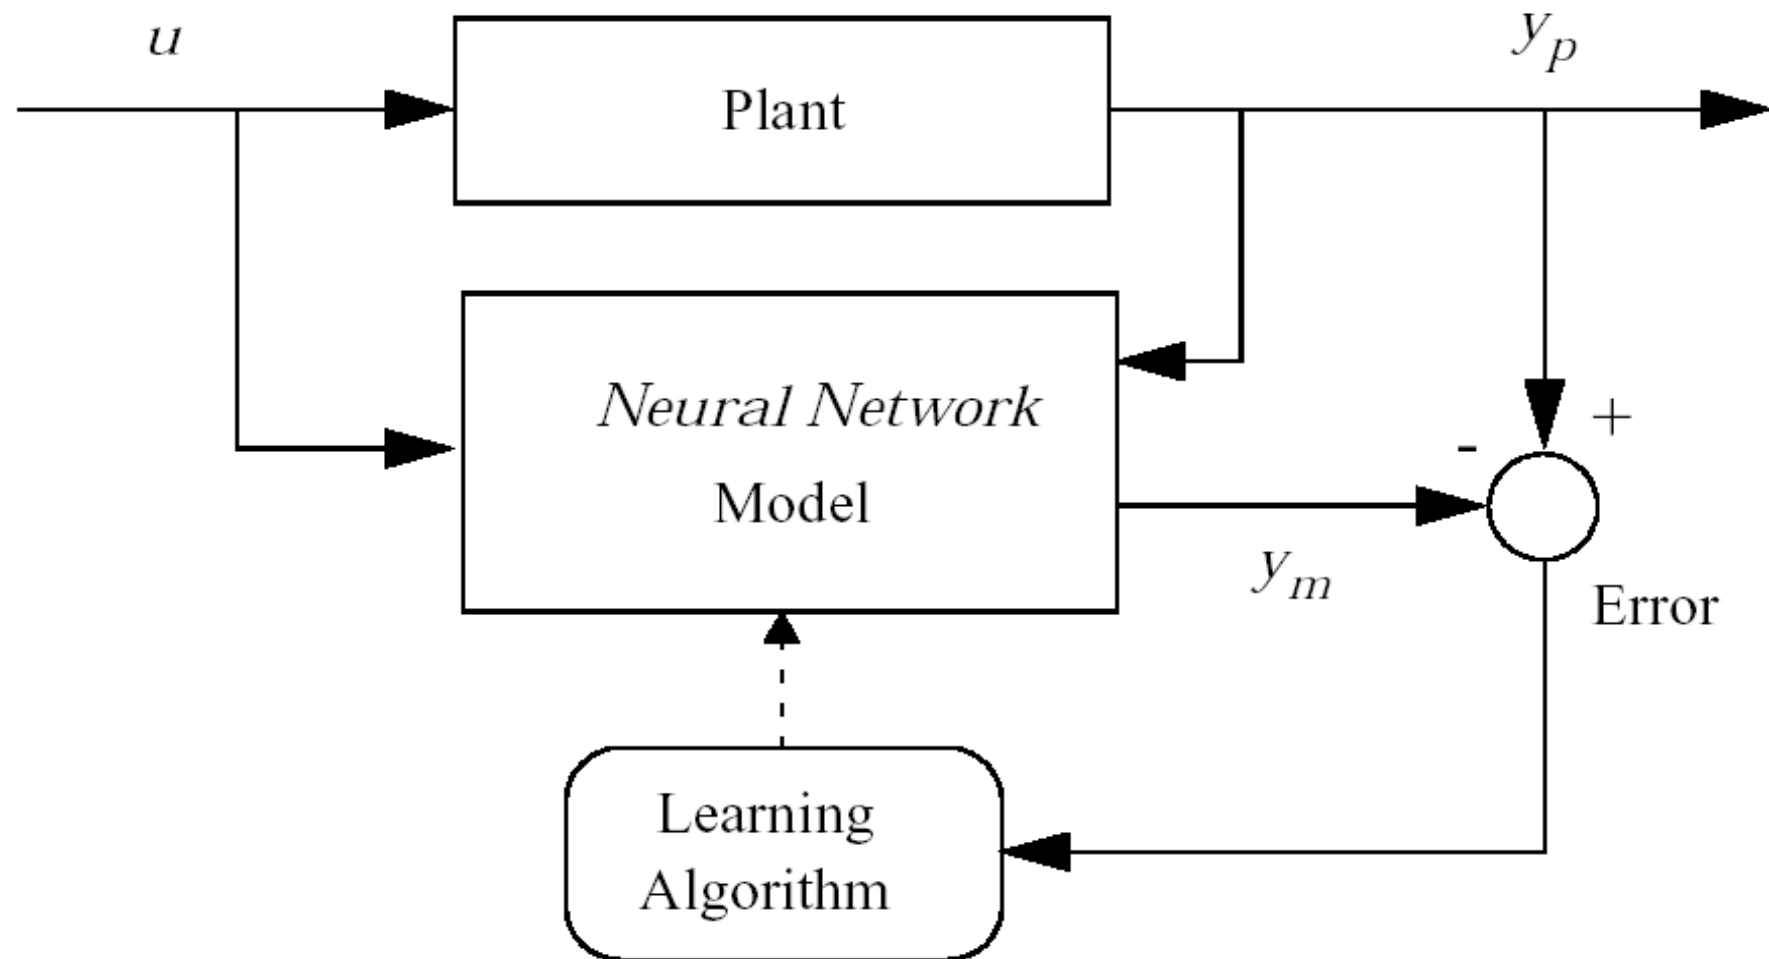 u
y_p
Plant
Neural Network
Model
- +
y_m
Error
Learning
Algorithm